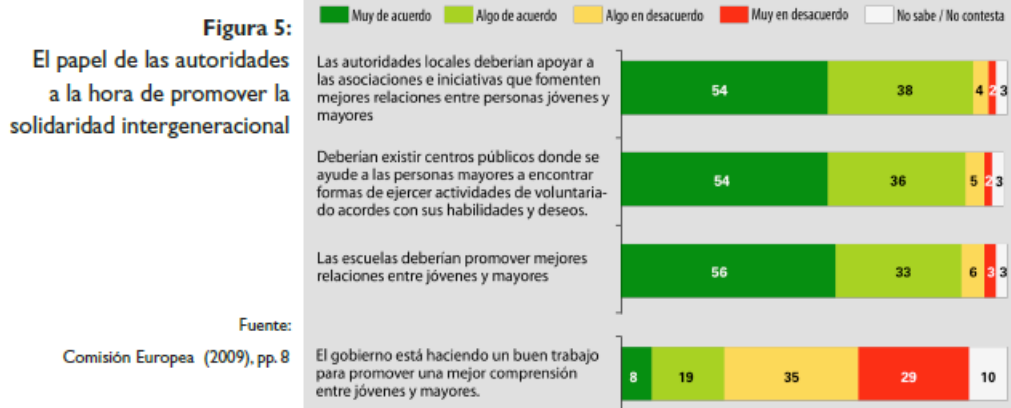 Figura 5:
El papel de las autoridades
a la hora de promover la
solidaridad intergeneracional
Fuente:
Comisión Europea (2009), pp. 8
Muy de acuerdo
Algo de acuerdo
Algo en desacuerdo
Muy en desacuerdo
No sabe / No contesta
Las autoridades locales deberían apoyar a
las asociaciones e iniciativas que fomenten
mejores relaciones entre personas jóvenes y
mayores
54 38 4 2 3
Deberían existir centros públicos donde se
ayude a las personas mayores a encontrar
formas de ejercer actividades de voluntaria-
do acordes con sus habilidades y deseos.
54 36 5 2 3
Las escuelas deberían promover mejores
relaciones entre jóvenes y mayores
56 33 6 3 3
El gobierno está haciendo un buen trabajo
para promover una mejor comprensión
entre jóvenes y mayores.
8 19 35 29 10